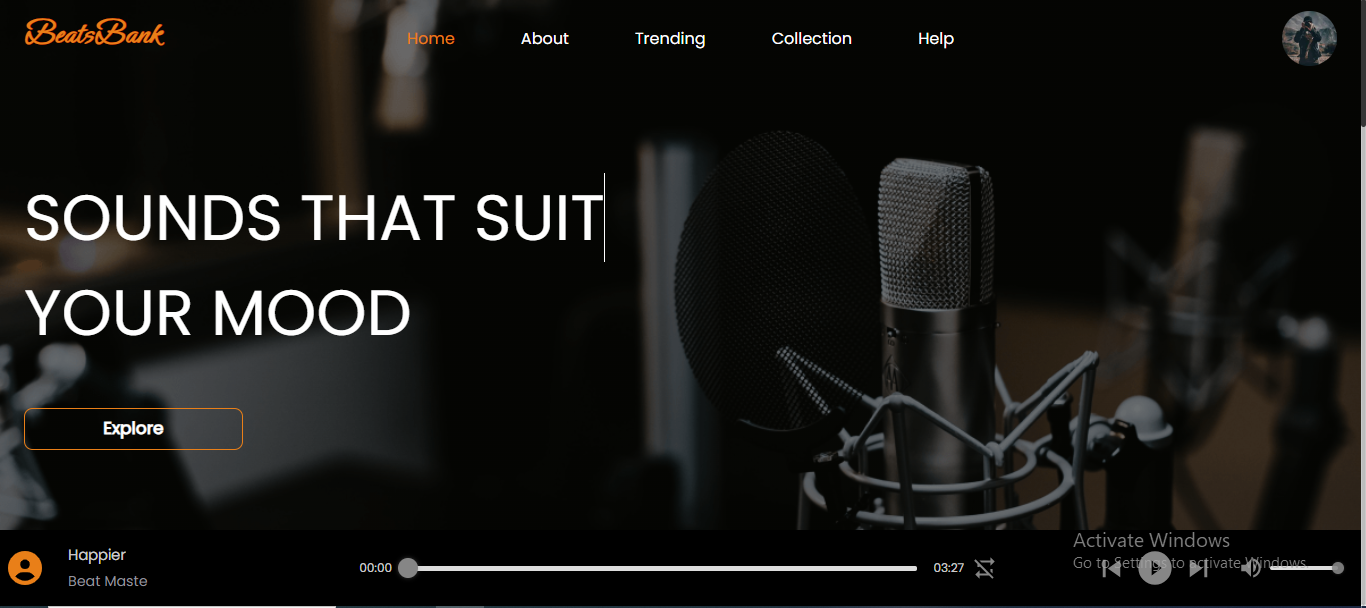 BeatsBank
Home About Trending Collection Help
SOUNDS THAT SUIT
YOUR MOOD
Explore
Happier
Beat Maste
00:00
03:27
Activate Windows
Go to Settings to activate Windows.